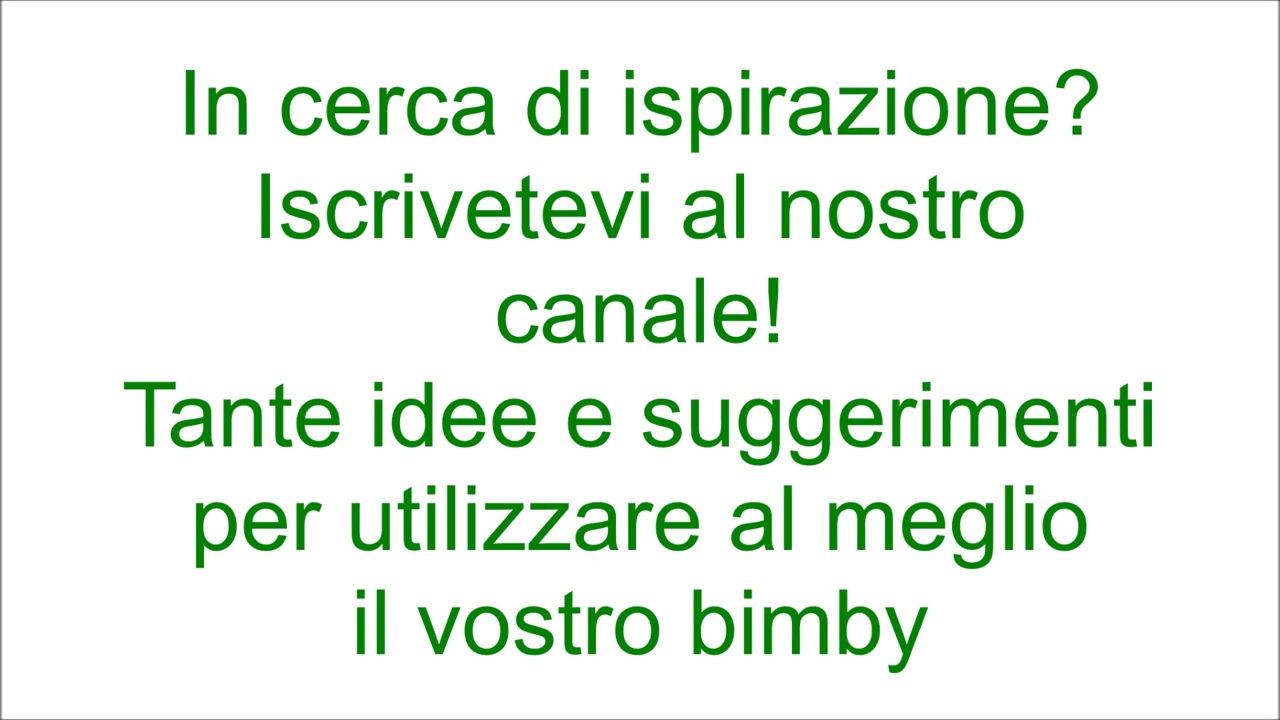 In cerca di ispirazione?
Iscrivetevi al nostro
canale!
Tante idee e suggerimenti
per utilizzare al meglio
il vostro bimby